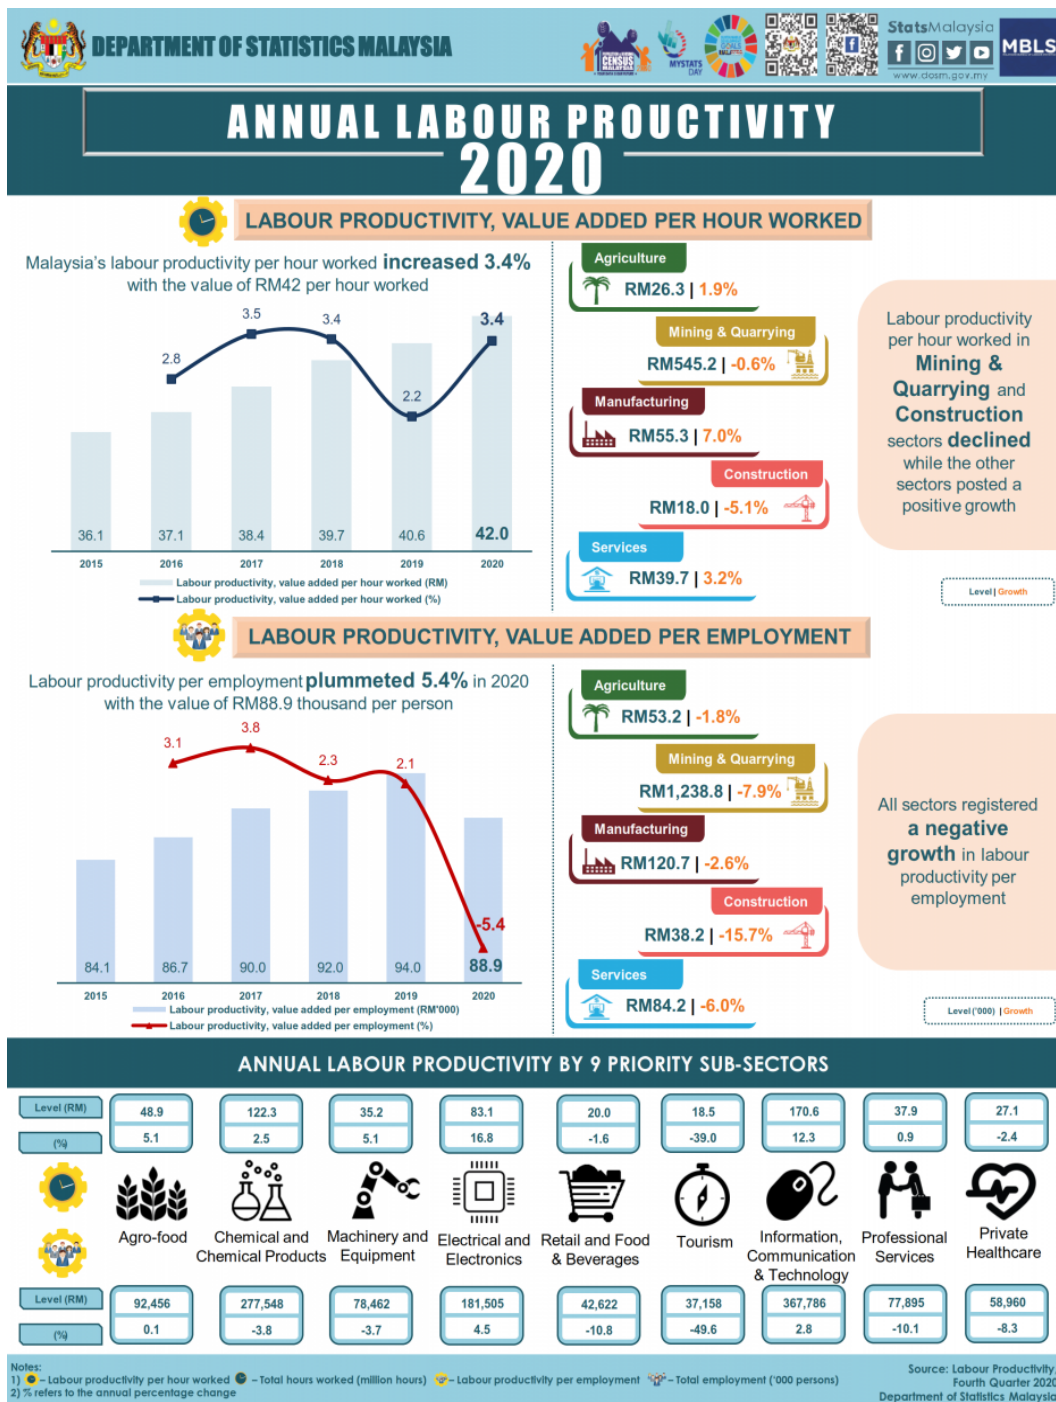 DEPARTMENT OF STATISTICS MALAYSIA
CENSUS
MALAYSIA
MYSTATS
DAY
StatsMalaysia
www.dosm.gov.my
MBLS
ANNUAL LABOUR PROUCTIVITY
2020
LABOUR PRODUCTIVITY, VALUE ADDED PER HOUR WORKED
Malaysia's labour productivity per hour worked increased 3.4%
with the value of RM42 per hour worked
2.8
3.5
3.4
2.2
3.4
36.1
37.1
38.4
39.7
40.6
42.0
2015
2016
2017
2018
2019
2020
Labour productivity, value added per hour worked (RM)
Labour productivity, value added per hour worked (%)
Agriculture
RM26.3 | 1.9%
Mining & Quarrying
RM545.2 | -0.6%
Manufacturing
RM55.3 | 7.0%
Construction
RM18.0 | -5.1%
Services
RM39.7 | 3.2%
Labour productivity
per hour worked in
Mining &
Quarrying and
Construction
sectors declined
while the other
sectors posted a
positive growth
Level | Growth
LABOUR PRODUCTIVITY, VALUE ADDED PER EMPLOYMENT
Labour productivity per employment plummeted 5.4% in 2020
with the value of RM88.9 thousand per person
3.1
3.8
2.3
2.1
-5.4
84.1
86.7
90.0
92.0
94.0
88.9
2015
2016
2017
2018
2019
2020
Labour productivity, value added per employment (RM'000)
Labour productivity, value added per employment (%)
Agriculture
RM53.2 | -1.8%
Mining & Quarrying
RM1,238.8 | -7.9%
Manufacturing
RM120.7 | -2.6%
Construction
RM38.2 | -15.7%
Services
RM84.2 | -6.0%
All sectors registered
a negative
growth in labour
productivity per
employment
Level ('000) | Growth
ANNUAL LABOUR PRODUCTIVITY BY 9 PRIORITY SUB-SECTORS
Level (RM) 48.9 122.3 35.2 83.1 20.0 18.5 170.6 37.9 27.1
(%) 5.1 2.5 5.1 16.8 -1.6 -39.0 12.3 0.9 -2.4
Agro-food
Chemical and
Chemical Products
Machinery and
Equipment
Electrical and
Electronics
Retail and Food
& Beverages
Tourism
Information,
Communication
& Technology
Professional
Services
Private
Healthcare
Level (RM) 92,456 277,548 78,462 181,505 42,622 37,158 367,786 77,895 58,960
(%) 0.1 -3.8 -3.7 4.5 -10.8 -49.6 2.8 -10.1 -8.3
Notes:
1) – Labour productivity per hour worked – Total hours worked (million hours) – Labour productivity per employment – Total employment ('000 persons)
2) % refers to the annual percentage change
Source: Labour Productivity,
Fourth Quarter 2020
Department of Statistics Malaysia